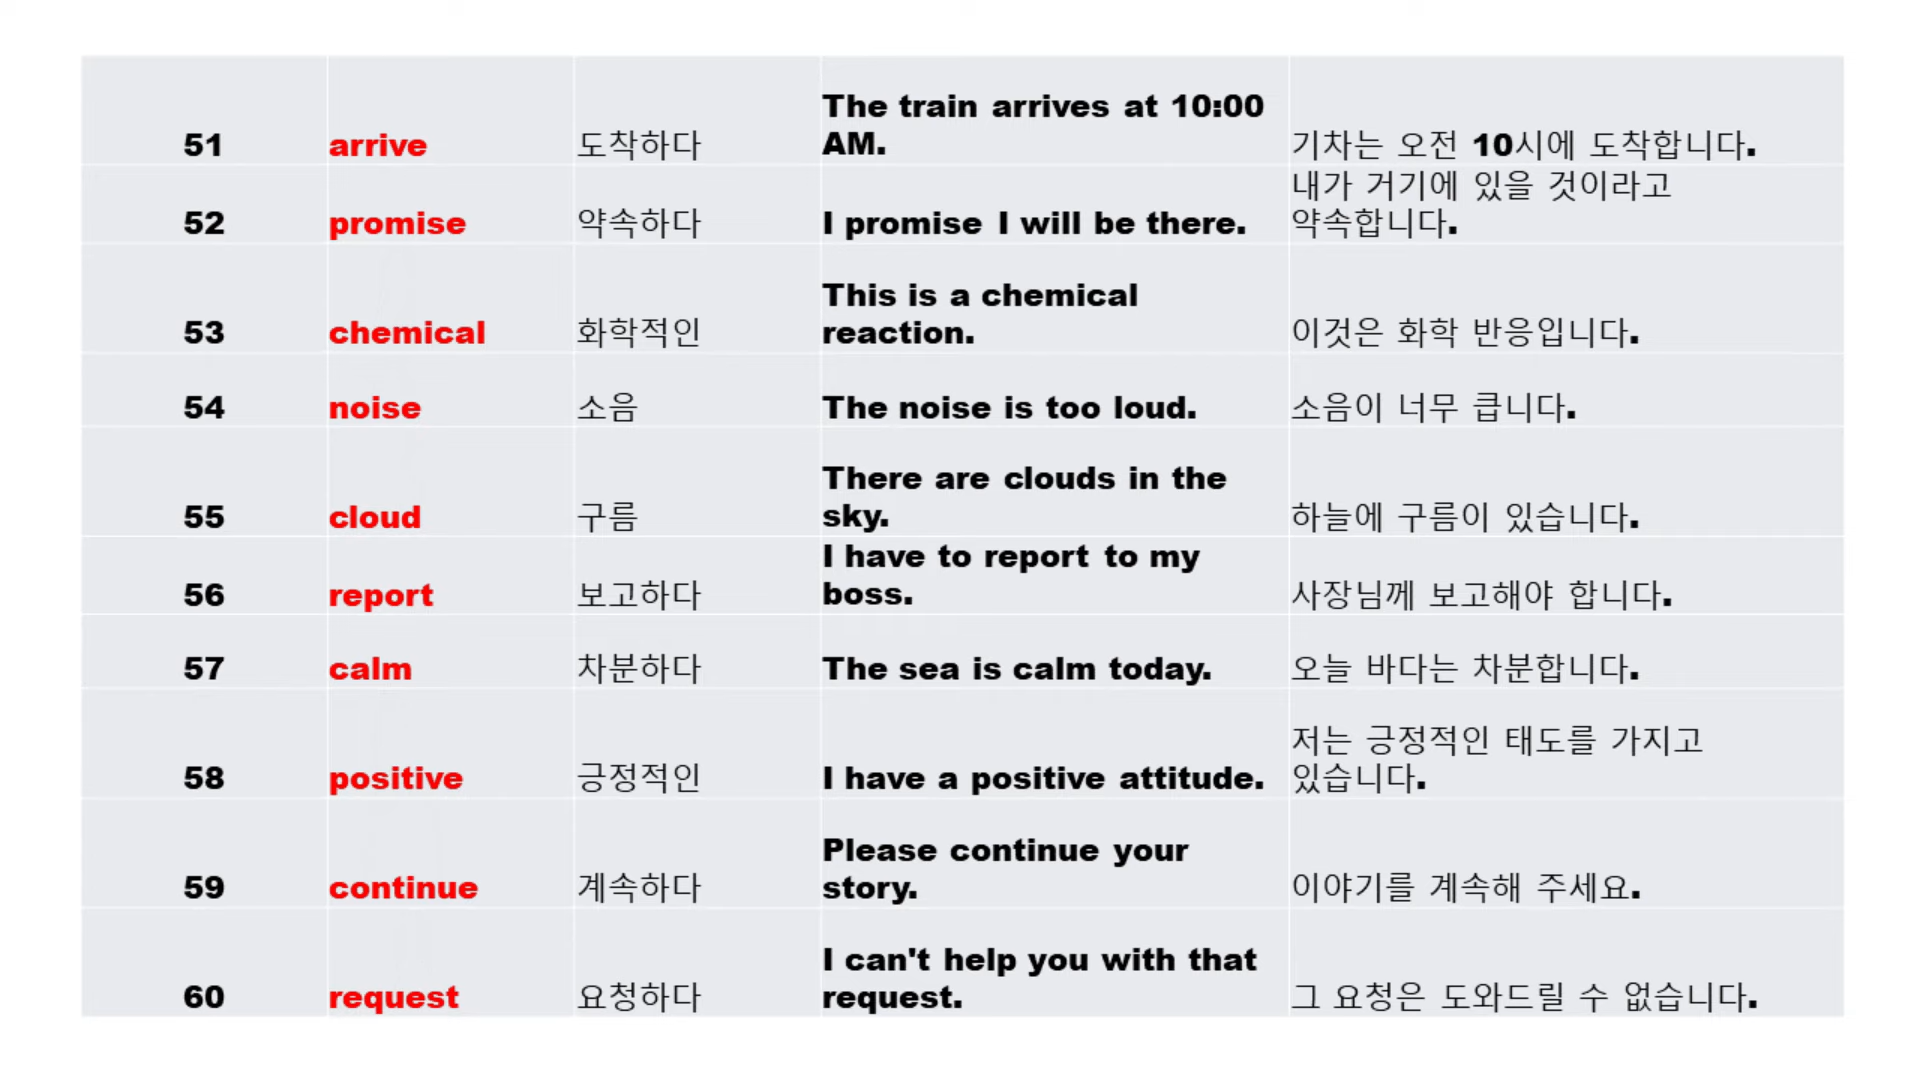 51 arrive 도착하다 The train arrives at 10:00
AM. 기차는 오전 10시에 도착합니다.
52 promise 약속하다 I promise I will be there. 내가 거기에 있을 것이라고
약속합니다.
53 chemical 화학적인 This is a chemical
reaction. 이것은 화학 반응입니다.
54 noise 소음 The noise is too loud. 소음이 너무 큽니다.
55 cloud 구름 There are clouds in the
sky. 하늘에 구름이 있습니다.
56 report 보고하다 I have to report to my
boss. 사장님께 보고해야 합니다.
57 calm 차분하다 The sea is calm today. 오늘 바다는 차분합니다.
58 positive 긍정적인 I have a positive attitude. 저는 긍정적인 태도를 가지고
있습니다.
59 continue 계속하다 Please continue your
story. 이야기를 계속해 주세요.
60 request 요청하다 I can't help you with that
request. 그 요청은 도와드릴 수 없습니다.